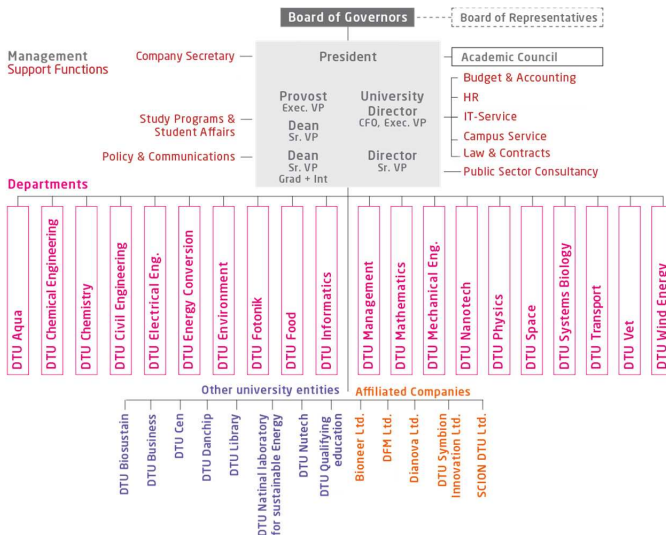 Board of Governors
Board of Representatives
Management
Support Functions
Company Secretary
President
Academic Council
Budget & Accounting
HR
IT-Service
Campus Service
Law & Contracts
Public Sector Consultancy
Study Programs &
Student Affairs
Policy & Communications
Provost
Exec. VP
Dean
Sr. VP
Dean
Sr. VP
Grad + Int
University
Director
CFO, Exec. VP
Director
Sr. VP
Departments
DTU Aqua
DTU Chemical Engineering
DTU Chemistry
DTU Civil Engineering
DTU Electrical Eng.
DTU Energy Conversion
DTU Environment
DTU Fotonik
DTU Food
DTU Informatics
DTU Management
DTU Mathematics
DTU Mechanical Eng.
DTU Nanotech
DTU Physics
DTU Space
DTU Systems Biology
DTU Transport
DTU Vet
DTU Wind Energy
Other university entities
Affiliated Companies
DTU Biosustain
DTU Business
DTU Cen
DTU Danchip
DTU Library
DTU Natinal laboratory
for sustainable Energy
DTU Nutech
DTU Qualifying
education
Bioneer Ltd.
DFM Ltd.
Dianova Ltd.
DTU Symbion
Innovation Ltd.
SCION DTU Ltd.